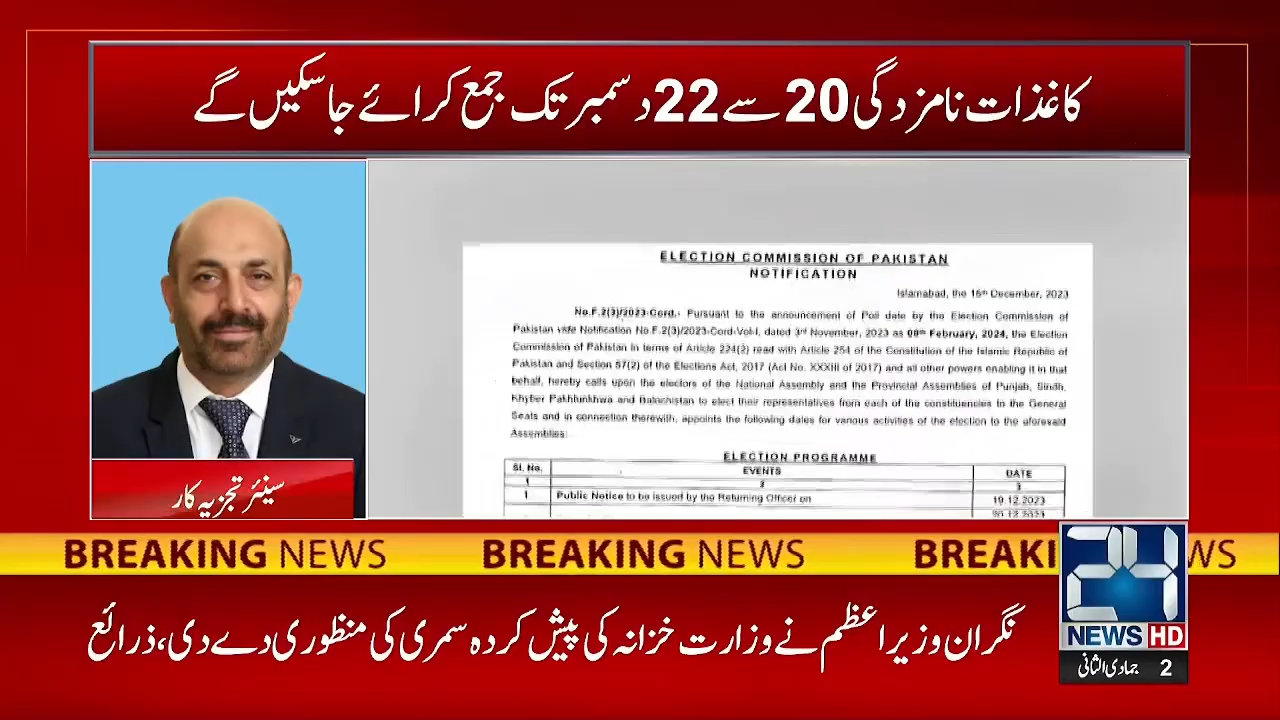 کاغذات نامزدگی 20 سے 22 دسمبر تک جمع کرائے جا سکیں گے
ELECTION COMMISSION OF PAKISTAN
NOTIFICATION
Islamabad, the 15th December, 2023
No.F.2(3)/2023-Cord.- Pursuant to the announcement of Poll date by the Election Commission of
Pakistan vide Notification No.F.2(3)/2023-Cord-Vol-I, dated 3rd November, 2023 as 08th February, 2024, the Election
Commission of Pakistan in terms of Article 224(2) read with Article 254 of the Constitution of the Islamic Republic of
Pakistan and Section 57(2) of the Elections Act, 2017 (Act No. XXXIII of 2017) and all other powers enabling it in that
behalf, hereby calls upon the electors of the National Assembly and the Provincial Assemblies of Punjab, Sindh,
Khyber Pakhtunkhwa and Balochistan to elect their representatives from each of the constituencies to the General
Seats and in connection therewith, appoints the following dates for various activities of the election to the aforesaid
Assemblies:
ELECTION PROGRAMME
Sl. No. EVENTS DATE
1 2 3
1 Public Notice to be issued by the Returning Officer on 19.12.2023
20.12.2023
سینئر تجزیہ کار
BREAKING NEWS BREAKING NEWS BREAKI WS
نگران وزیراعظم نے وزارت خزانہ کی پیش کردہ سمری کی منظوری دے دی، ذرائع
24
NEWS HD
2 جمادی الثانی